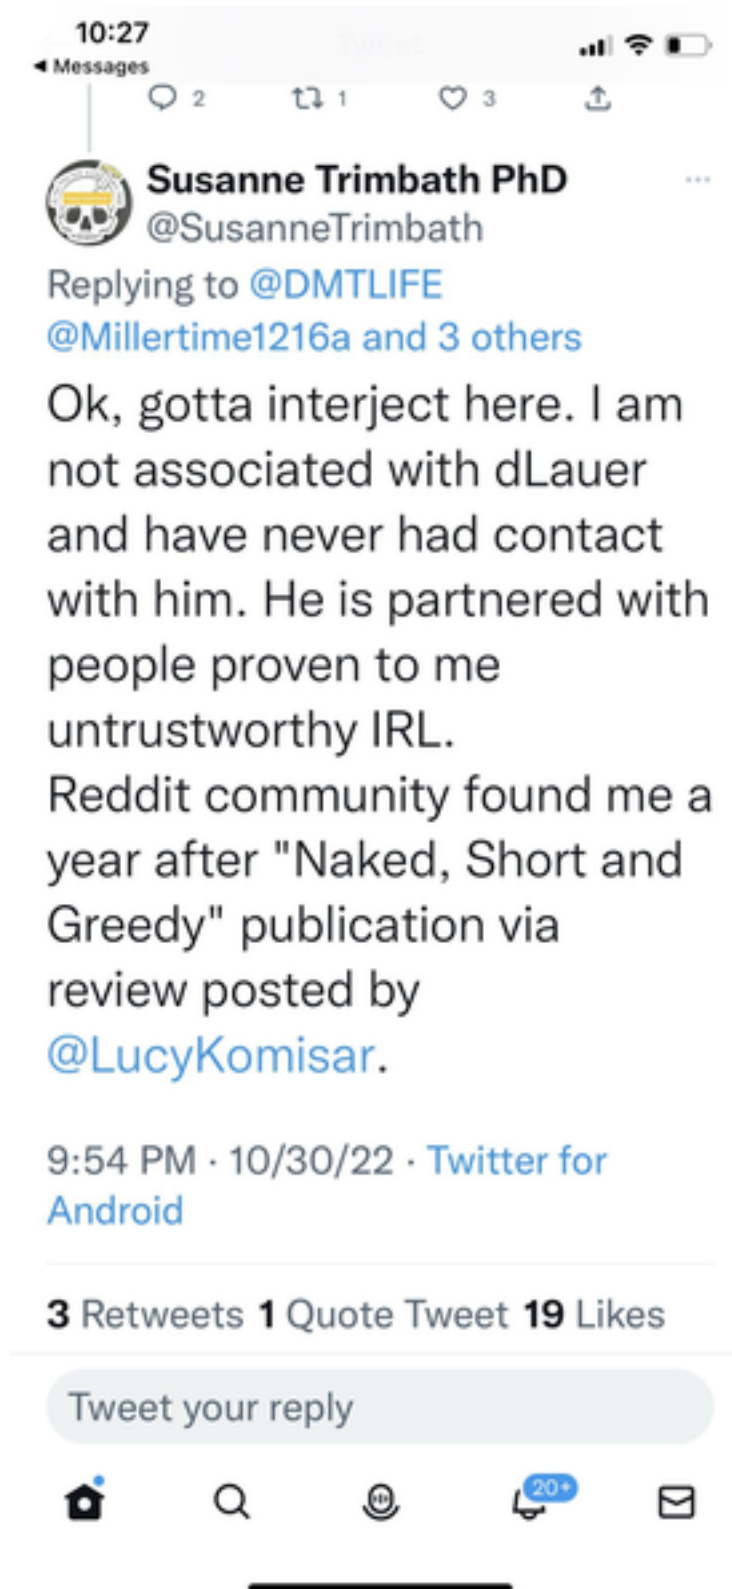 10:27
◀ Messages
2 1 3
Susanne Trimbath PhD
@SusanneTrimbath
Replying to @DMTLIFE
@Millertime1216a and 3 others
Ok, gotta interject here. I am
not associated with dLauer
and have never had contact
with him. He is partnered with
people proven to me
untrustworthy IRL.
Reddit community found me a
year after "Naked, Short and
Greedy" publication via
review posted by
@LucyKomisar.
9:54 PM · 10/30/22 · Twitter for
Android
3 Retweets 1 Quote Tweet 19 Likes
Tweet your reply
20+